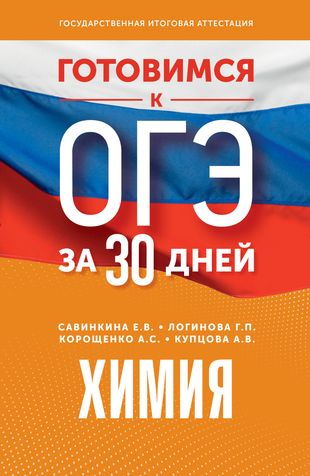 ГОСУДАРСТВЕННАЯ ИТОГОВАЯ АТТЕСТАЦИЯ
ГОТОВИМСЯ
К
ОГЭ
ЗА 30 ДНЕЙ
САВИНКИНА Е.В. • ЛОГИНОВА Г.П.
КОРОЩЕНКО А.С. • КУПЦОВА А.В.
ХИМИЯ